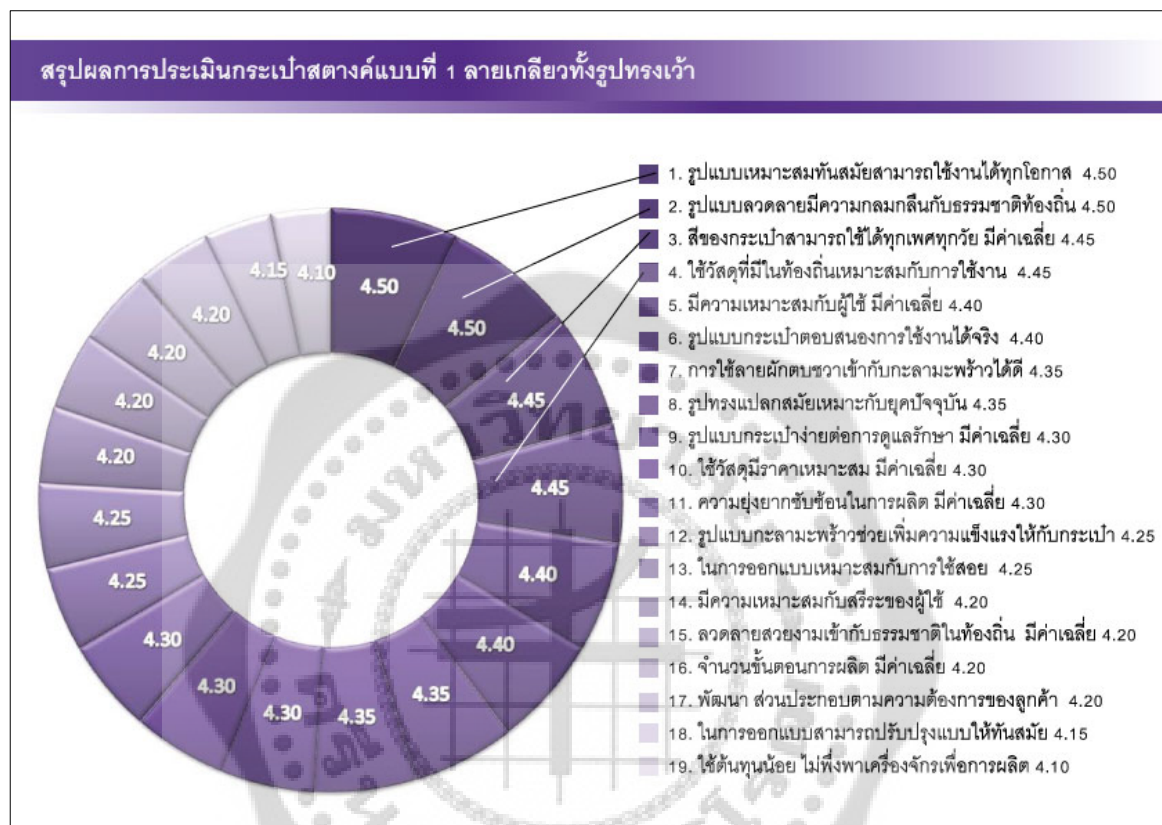 สรุปผลการประเมินกระเป๋าสตางค์แบบที่ 1 ลายเกลียวทั้งรูปทรงเว้า
1. รูปแบบเหมาะสมทันสมัยสามารถใช้งานได้ทุกโอกาส 4.50
2. รูปแบบลวดลายมีความกลมกลืนกับธรรมชาติท้องถิ่น 4.50
3. สีของกระเป๋าสามารถใช้ได้ทุกเพศทุกวัย มีค่าเฉลี่ย 4.45
4. ใช้วัสดุที่มีในท้องถิ่นเหมาะสมกับการใช้งาน 4.45
5. มีความเหมาะสมกับผู้ใช้ มีค่าเฉลี่ย 4.40
6. รูปแบบกระเป๋าตอบสนองการใช้งานได้จริง 4.40
7. การใช้ลายผักตบชวาเข้ากับกะลามะพร้าวได้ดี 4.35
8. รูปทรงแปลกสมัยเหมาะกับยุคปัจจุบัน 4.35
9. รูปแบบกระเป๋าง่ายต่อการดูแลรักษา มีค่าเฉลี่ย 4.30
10. ใช้วัสดุมีราคาเหมาะสม มีค่าเฉลี่ย 4.30
11. ความยุ่งยากซับซ้อนในการผลิต มีค่าเฉลี่ย 4.30
12. รูปแบบกะลามะพร้าวช่วยเพิ่มความแข็งแรงให้กับกระเป๋า 4.25
13. ในการออกแบบเหมาะสมกับการใช้สอย 4.25
14. มีความเหมาะสมกับสรีระของผู้ใช้ 4.20
15. ลวดลายสวยงามเข้ากับธรรมชาติในท้องถิ่น มีค่าเฉลี่ย 4.20
16. จำนวนขั้นตอนการผลิต มีค่าเฉลี่ย 4.20
17. พัฒนา ส่วนประกอบตามความต้องการของลูกค้า 4.20
18. ในการออกแบบสามารถปรับปรุงแบบให้ทันสมัย 4.15
19. ใช้ต้นทุนน้อย ไม่พึ่งพาเครื่องจักรเพื่อการผลิต 4.10
4.50
4.50
4.45
4.45
4.40
4.40
4.35
4.35
4.30
4.30
4.30
4.25
4.25
4.20
4.20
4.20
4.20
4.15
4.10